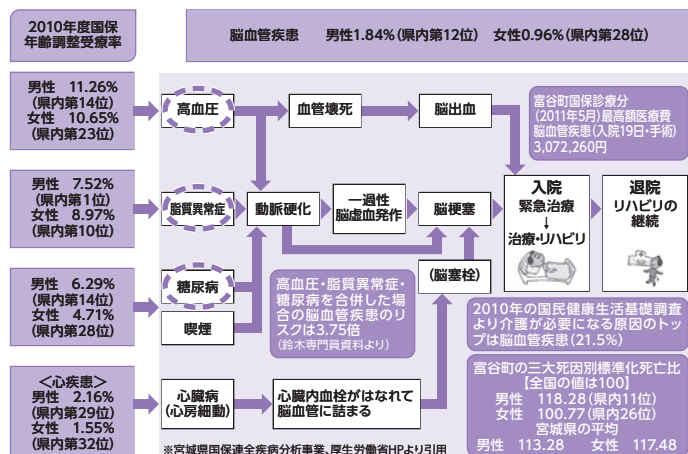 2010年度国保
年齢調整受療率
脳血管疾患 男性1.84%(県内第12位) 女性0.96%(県内第28位)
男性 11.26%
(県内第14位)
女性 10.65%
(県内第23位)
高血圧
血管壊死
脳出血
富谷町国保診療分
(2011年5月)最高額医療費
脳血管疾患(入院19日・手術)
3,072,260円
男性 7.52%
(県内第1位)
女性 8.97%
(県内第10位)
脂質異常症
動脈硬化
一過性
脳虚血発作
脳梗塞
入院
緊急治療
↓
治療・リハビリ
退院
リハビリの
継続
男性 6.29%
(県内第14位)
女性 4.71%
(県内第28位)
糖尿病
喫煙
高血圧・脂質異常症・
糖尿病を合併した場
合の脳血管疾患のリ
スクは3.75倍
(鈴木専門員資料より)
(脳塞栓)
2010年の国民健康生活基礎調査
より介護が必要になる原因のトッ
プは脳血管疾患(21.5%)
<心疾患>
男性 2.16%
(県内第29位)
女性 1.55%
(県内第32位)
心臓病
(心房細動)
心臓内血栓がはなれて
脳血管に詰まる
富谷町の三大死因別標準化死亡比
【全国の値は100】
男性 118.28(県内11位)
女性 100.77(県内26位)
宮城県の平均
男性 113.28 女性 117.48
※宮城県国保連全疾病分析事業、厚生労働省HPより引用